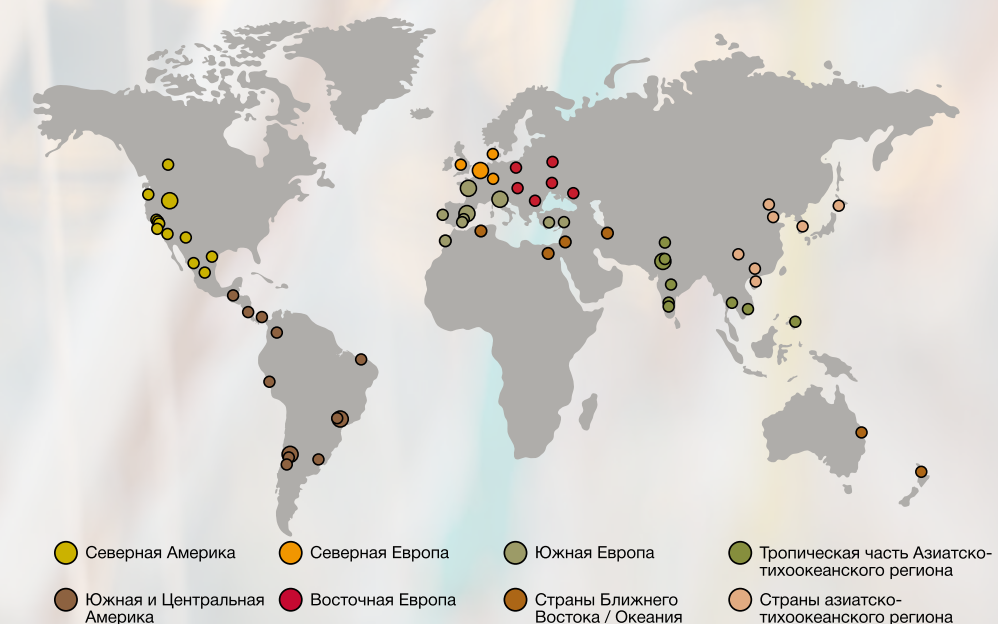 Северная Америка
Северная Европа
Южная Европа
Тропическая часть Азиатско-
тихоокеанского региона
Южная и Центральная
Америка
Восточная Европа
Страны Ближнего
Востока / Океания
Страны азиатско-
тихоокеанского региона